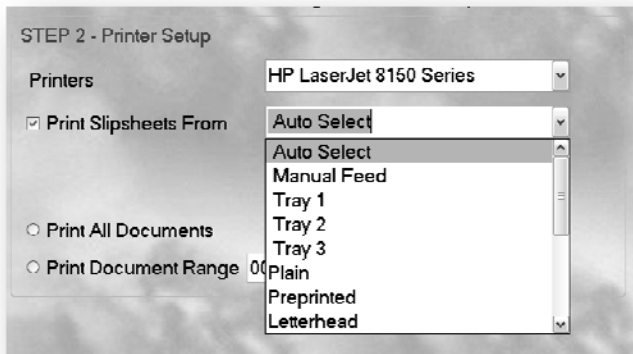 STEP 2 - Printer Setup
Printers HP LaserJet 8150 Series
Print Slipsheets From Auto Select
Auto Select
Manual Feed
Tray 1
Tray 2
Print All Documents
Tray 3
Print Document Range 00
Plain
Preprinted
Letterhead